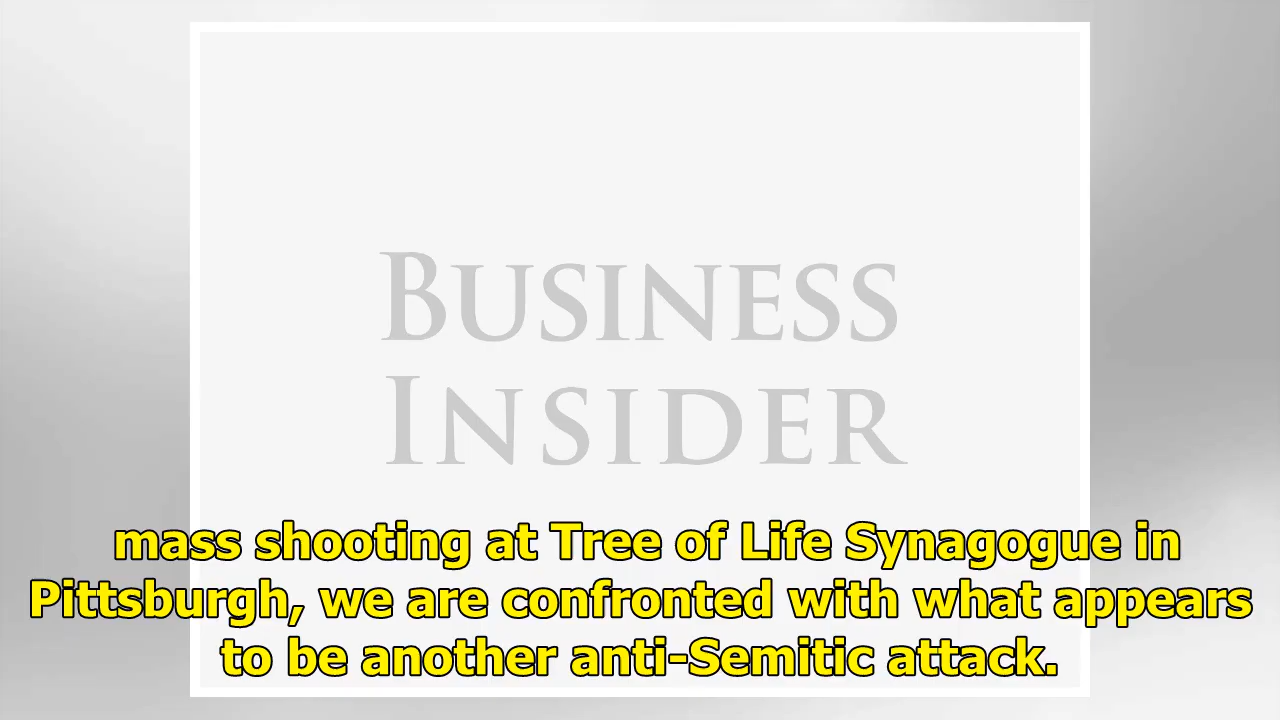 BUSINESS
INSIDER
mass shooting at Tree of Life Synagogue in
Pittsburgh, we are confronted with what appears
to be another anti-Semitic attack.